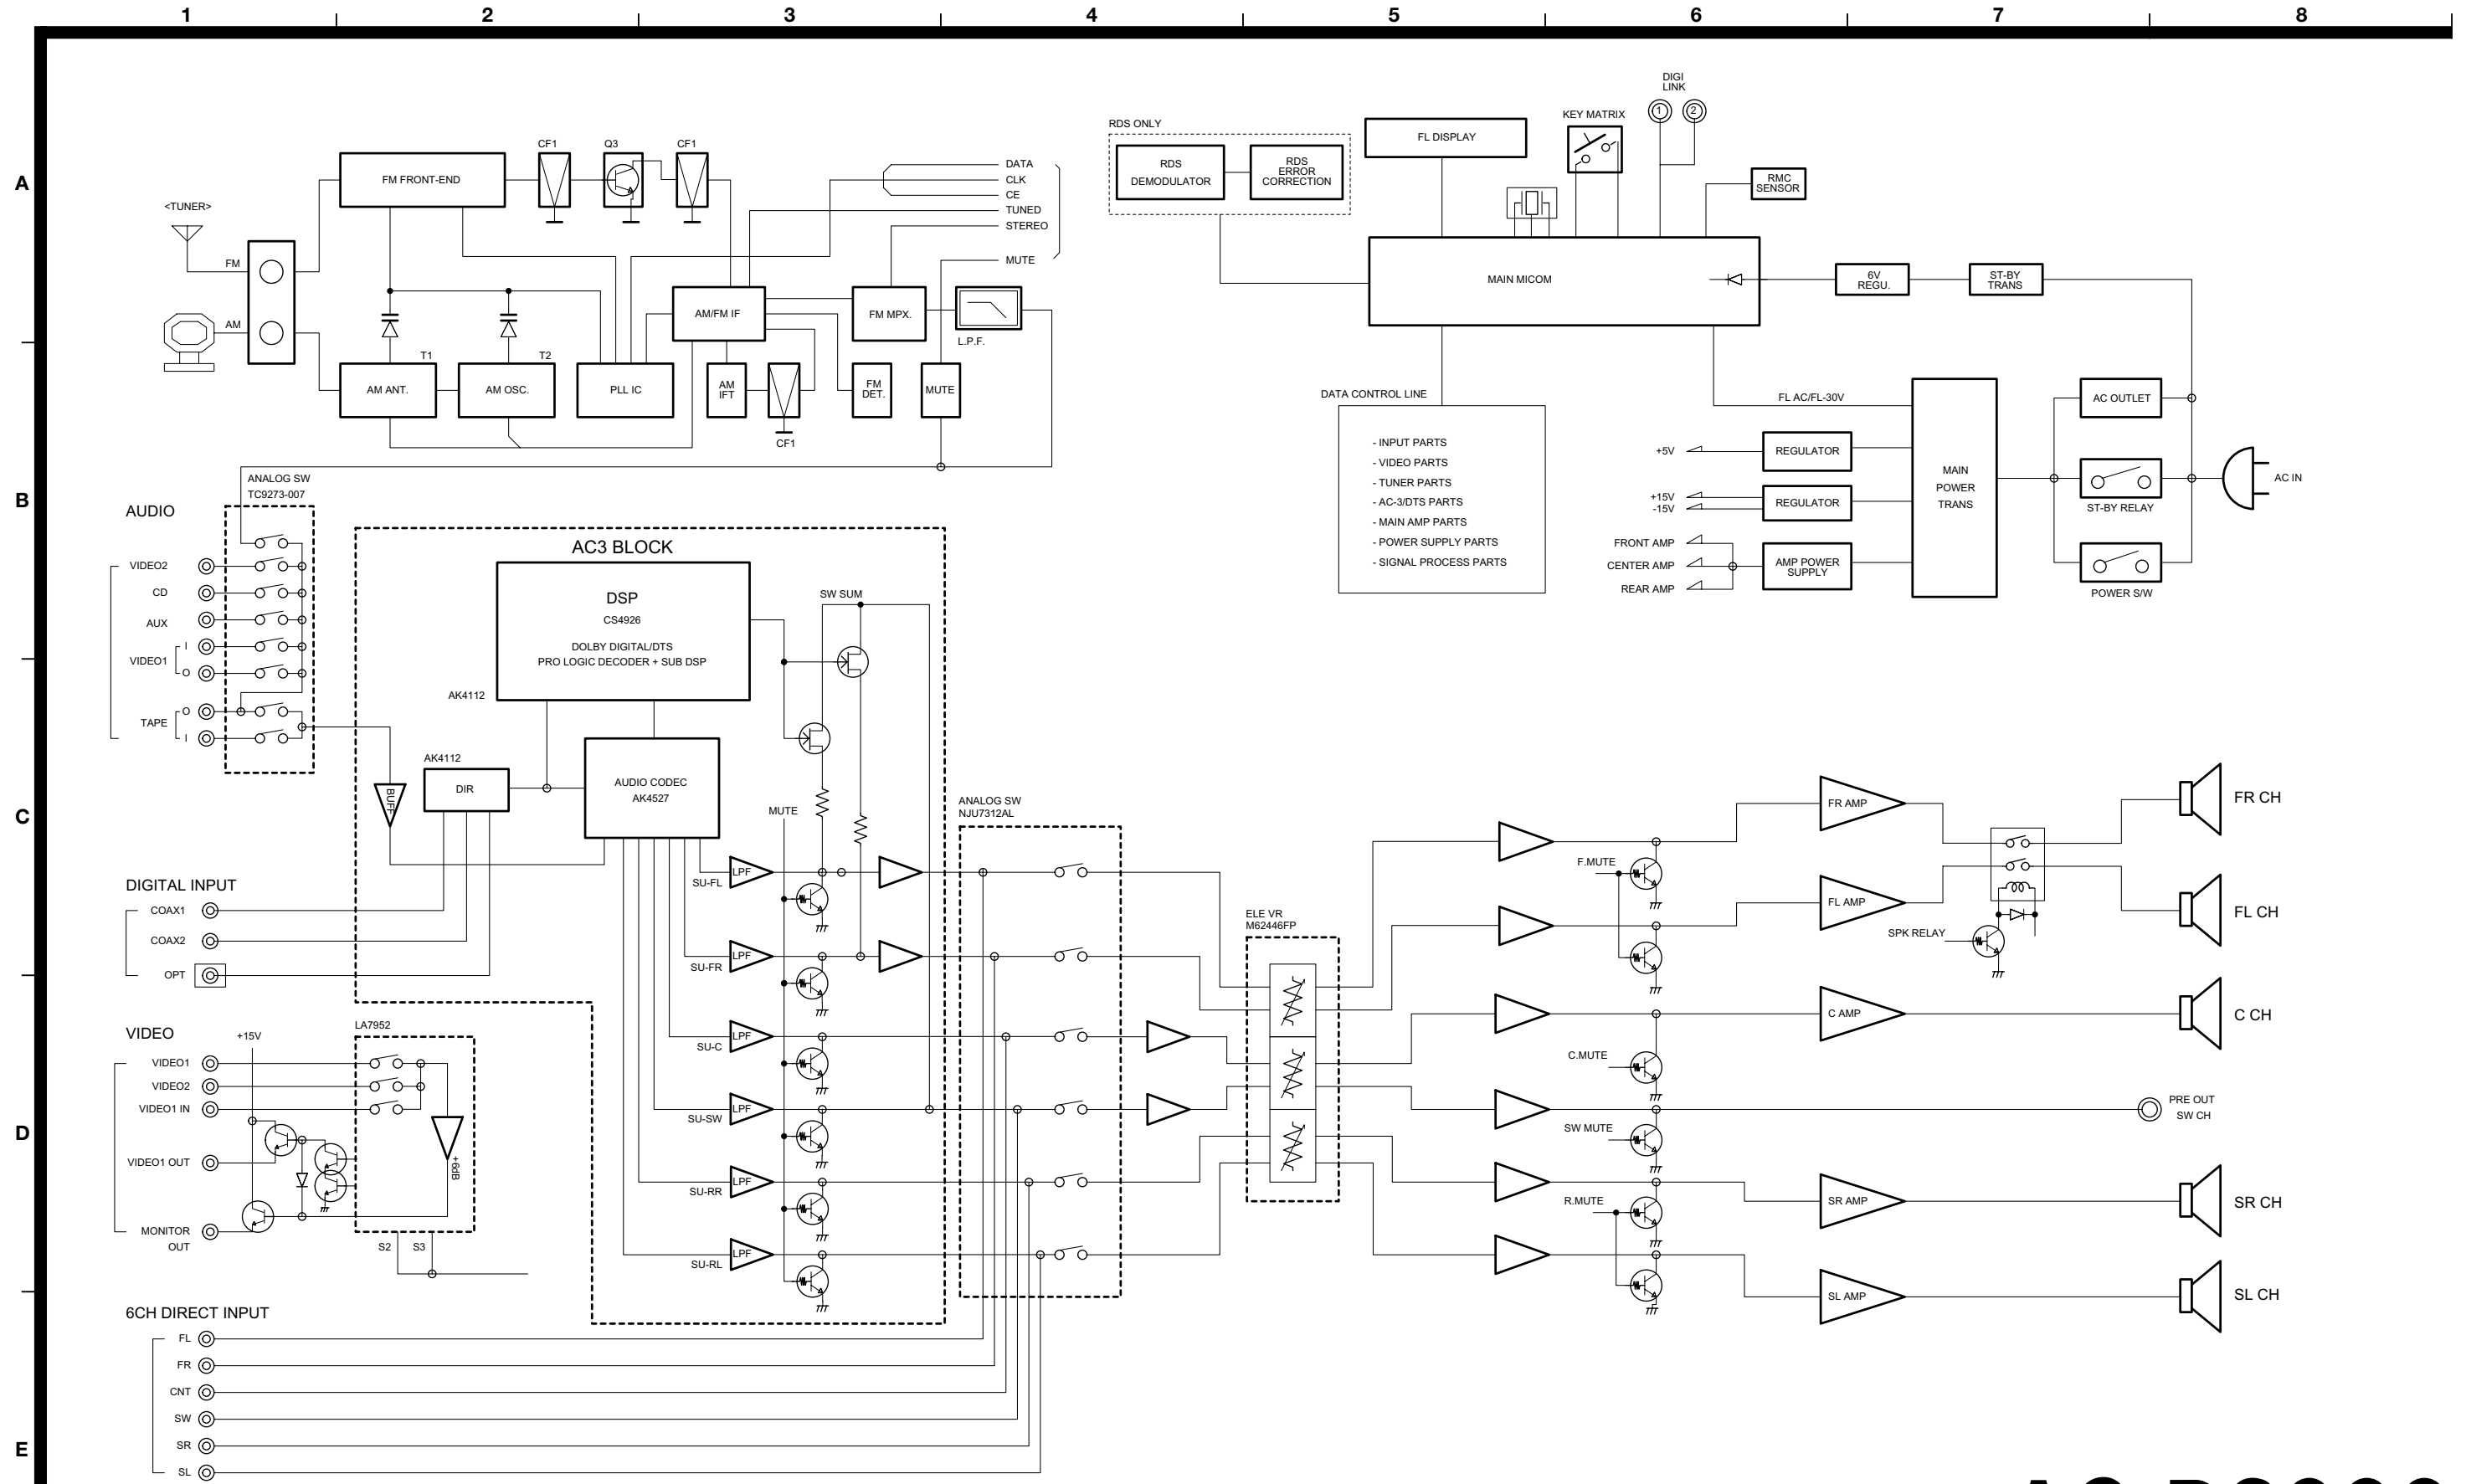 1 2 3 4 5 6 7 8
A
B
C
D
E
<TUNER>
FM
AM
FM FRONT-END
CF1
Q3
CF1
DATA
CLK
CE
TUNED
STEREO
MUTE
AM/FM IF
FM MPX.
L.P.F.
T1
AM ANT.
T2
AM OSC.
PLL IC
AM
IFT
CF1
FM
DET.
MUTE
RDS ONLY
RDS
DEMODULATOR
RDS
ERROR
CORRECTION
FL DISPLAY
KEY MATRIX
DIGI
LINK
1
2
RMC
SENSOR
MAIN MICOM
6V
REGU.
ST-BY
TRANS
DATA CONTROL LINE
- INPUT PARTS
- VIDEO PARTS
- TUNER PARTS
- AC-3/DTS PARTS
- MAIN AMP PARTS
- POWER SUPPLY PARTS
- SIGNAL PROCESS PARTS
FL AC/FL-30V
+5V
REGULATOR
+15V
-15V
REGULATOR
FRONT AMP
CENTER AMP
REAR AMP
AMP POWER
SUPPLY
MAIN
POWER
TRANS
AC OUTLET
ST-BY RELAY
POWER S/W
AC IN
ANALOG SW
TC9273-007
AUDIO
VIDEO2
CD
AUX
VIDEO1
I
O
TAPE
O
I
AC3 BLOCK
DSP
CS4926
DOLBY DIGITAL/DTS
PRO LOGIC DECODER + SUB DSP
AK4112
SW SUM
AK4112
DIR
BUFF
AUDIO CODEC
AK4527
MUTE
ANALOG SW
NJU7312AL
DIGITAL INPUT
COAX1
COAX2
OPT
LPF
SU-FL
LPF
SU-FR
LPF
SU-C
LPF
SU-SW
LPF
SU-RR
LPF
SU-RL
ELE VR
M62446FP
F.MUTE
C.MUTE
SW MUTE
R.MUTE
FR AMP
FL AMP
SPK RELAY
C AMP
SR AMP
SL AMP
FR CH
FL CH
C CH
PRE OUT
SW CH
SR CH
SL CH
VIDEO
+15V
LA7952
VIDEO1
VIDEO2
VIDEO1 IN
VIDEO1 OUT
MONITOR
OUT
+6dB
S2
S3
6CH DIRECT INPUT
FL
FR
CNT
SW
SR
SL